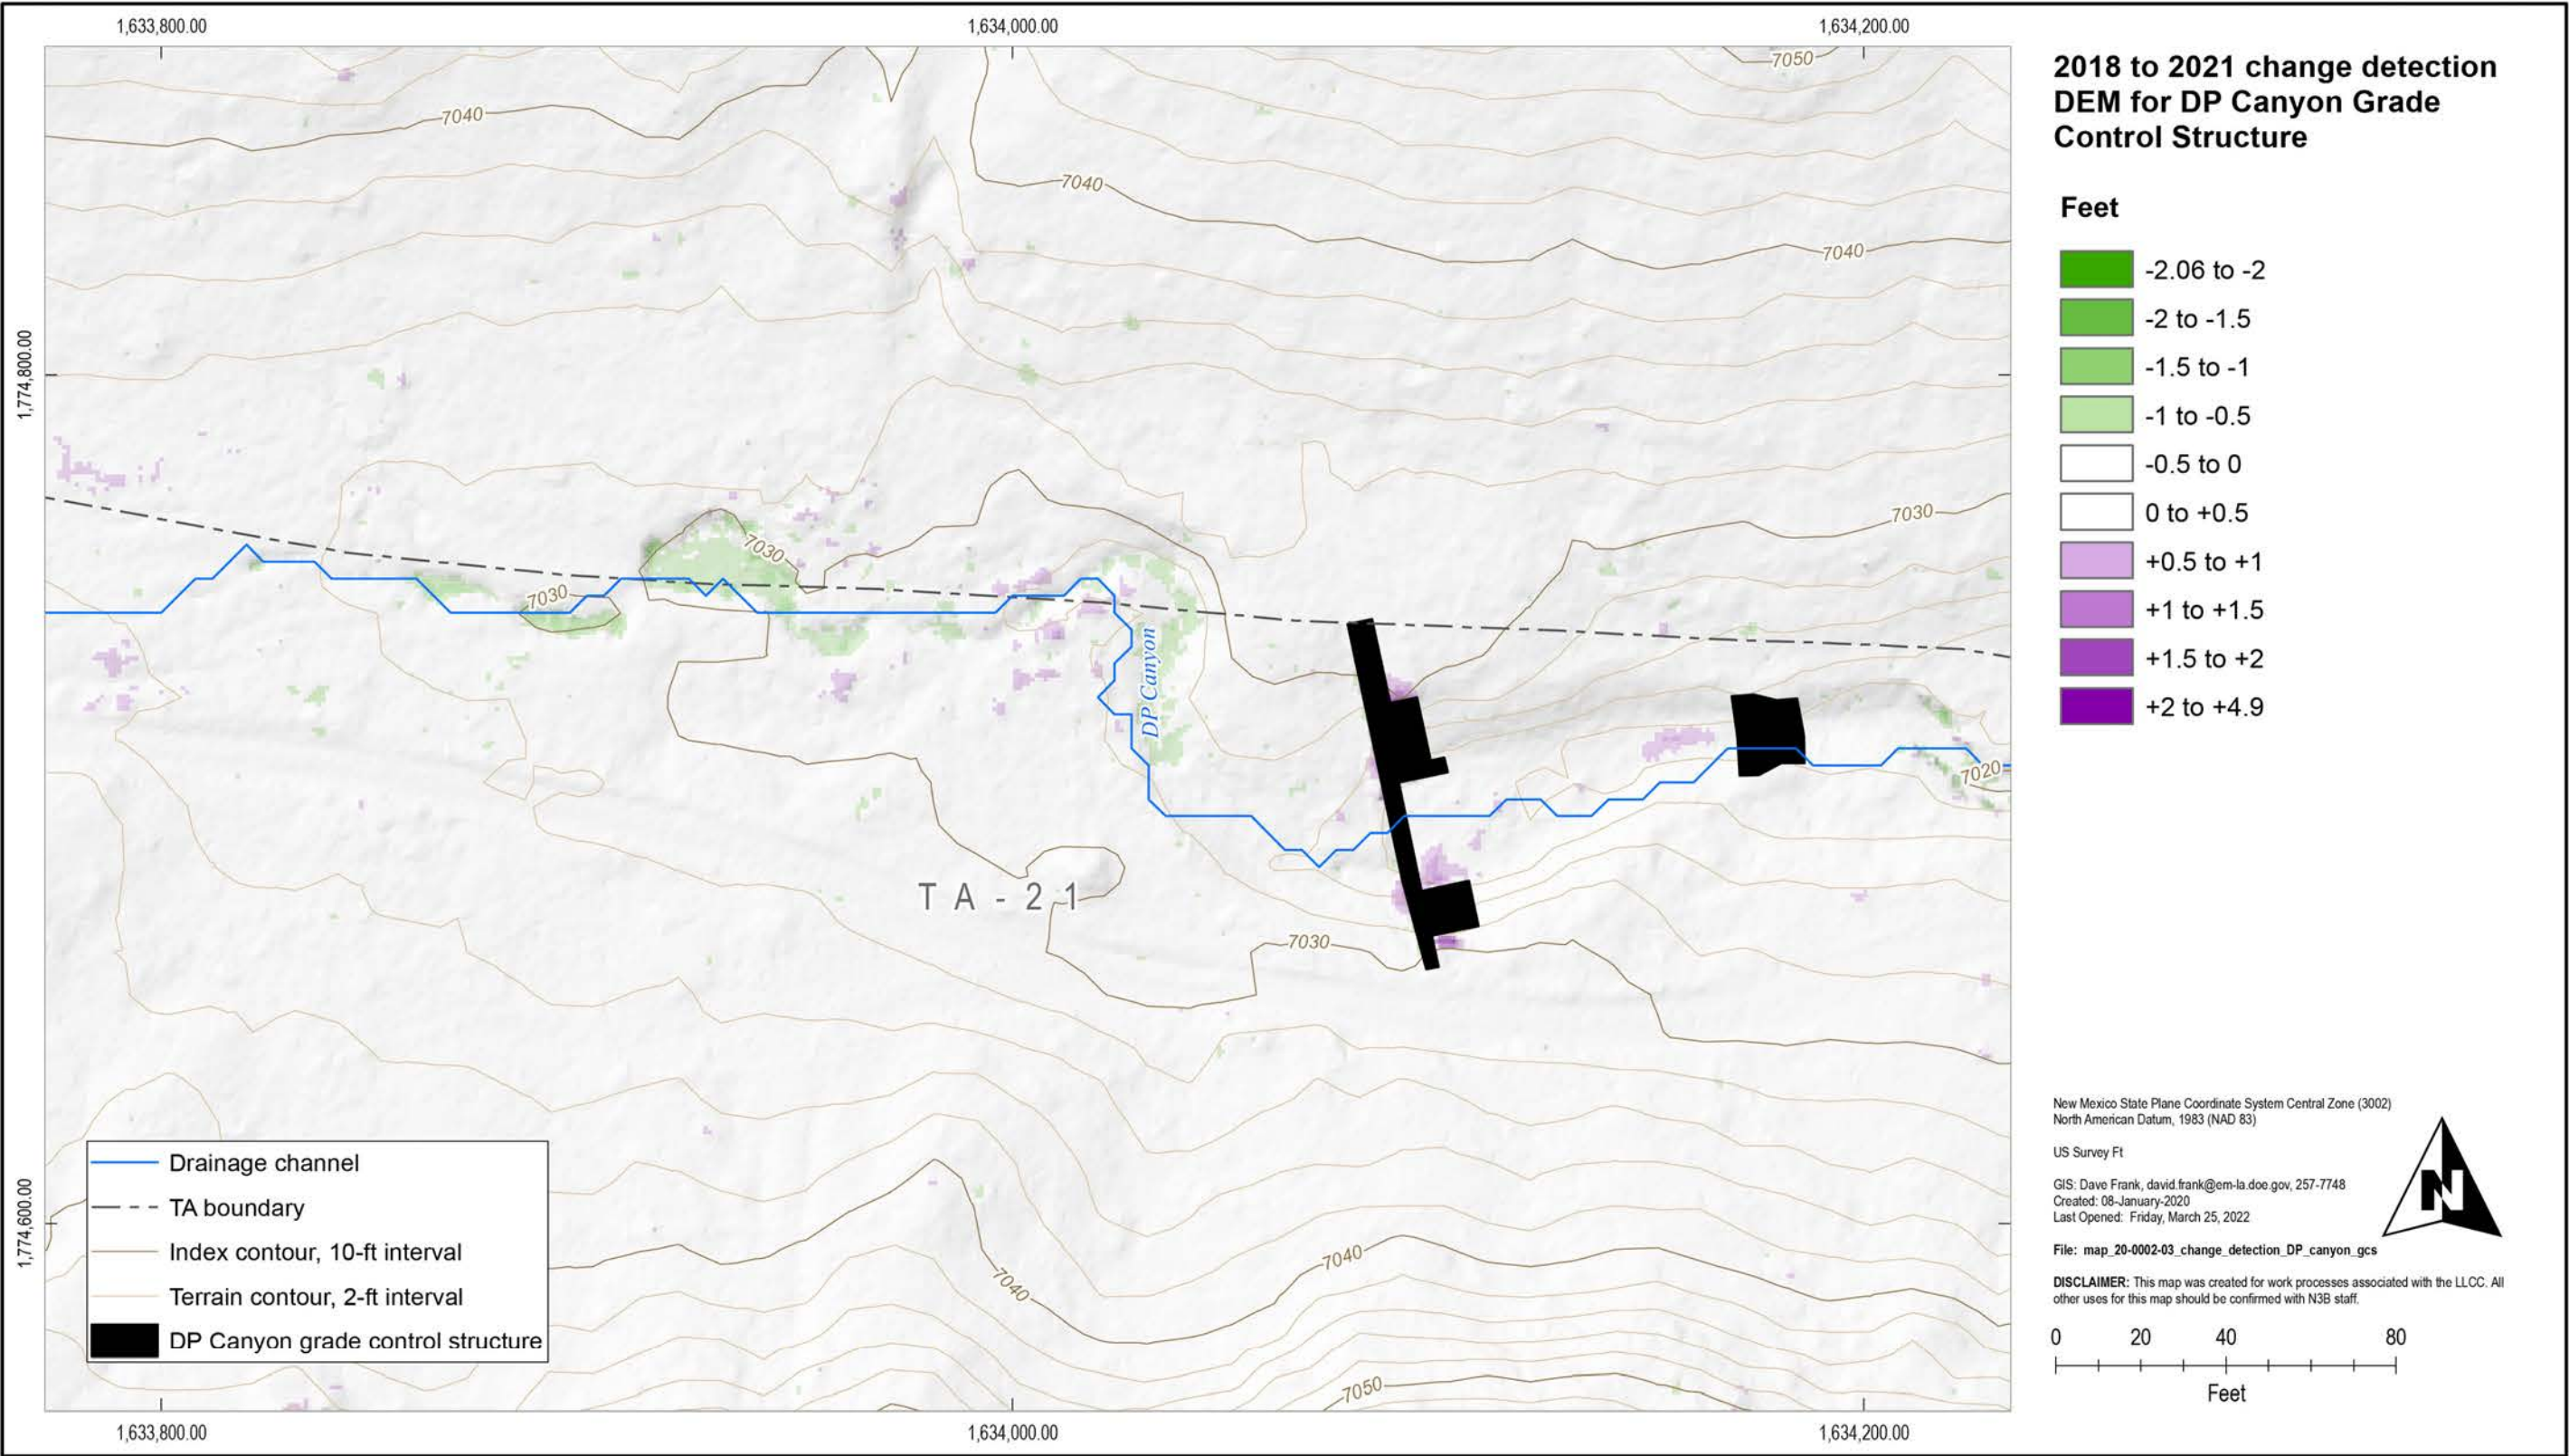 1,633,800.00
1,634,000.00
1,634,200.00
7050
7040
7040
7040
1,774,800.00
7030
7030
7030
DP Canyon
7020
TA-21
7030
1,774,600.00
7040
7040
7050
1,633,800.00
1,634,000.00
1,634,200.00
Drainage channel
TA boundary
Index contour, 10-ft interval
Terrain contour, 2-ft interval
DP Canyon grade control structure
2018 to 2021 change detection
DEM for DP Canyon Grade
Control Structure
Feet
-2.06 to -2
-2 to -1.5
-1.5 to -1
-1 to -0.5
-0.5 to 0
0 to +0.5
+0.5 to +1
+1 to +1.5
+1.5 to +2
+2 to +4.9
New Mexico State Plane Coordinate System Central Zone (3002)
North American Datum, 1983 (NAD 83)
US Survey Ft
GIS: Dave Frank, david.frank@em-la.doe.gov, 257-7748
Created: 08-January-2020
Last Opened: Friday, March 25, 2022
N
File: map_20-0002-03_change_detection_DP_canyon_gcs
DISCLAIMER: This map was created for work processes associated with the LLCC. All
other uses for this map should be confirmed with N3B staff.
0 20 40 80
Feet